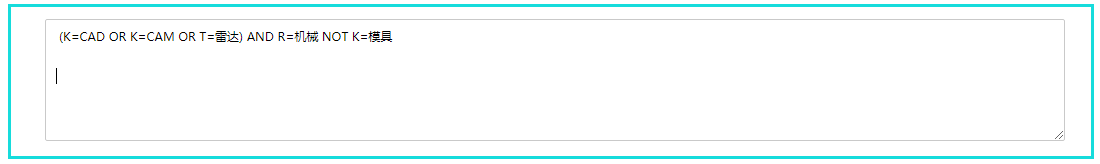 (K=CAD OR K=CAM OR T=雷达) AND R=机械 NOT K=模具